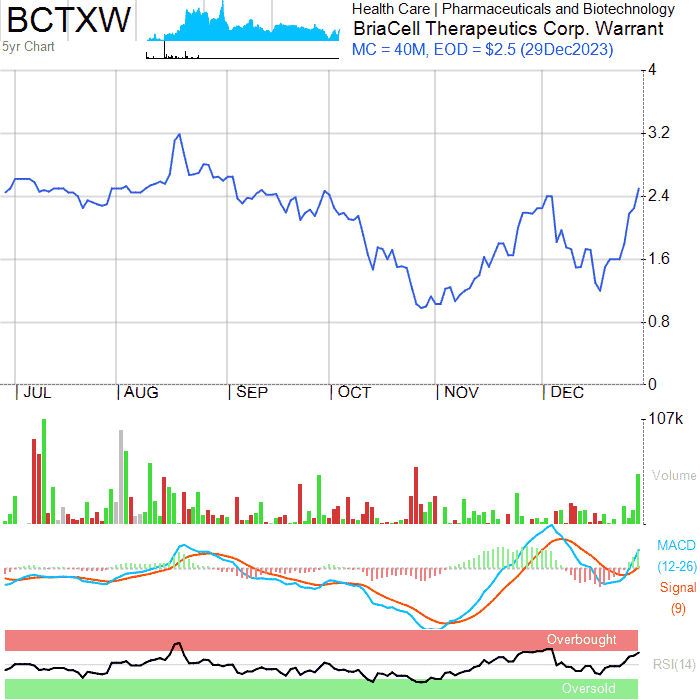 BCTXW
5yr Chart
Health Care | Pharmaceuticals and Biotechnology
BriaCell Therapeutics Corp. Warrant
MC = 40M, EOD = $2.5 (29Dec2023)
4
3.2
2.4
1.6
0.8
0
JUL AUG SEP OCT NOV DEC
107k
Volume
MACD
(12-26)
Signal
(9)
Overbought
RSI(14)
Oversold